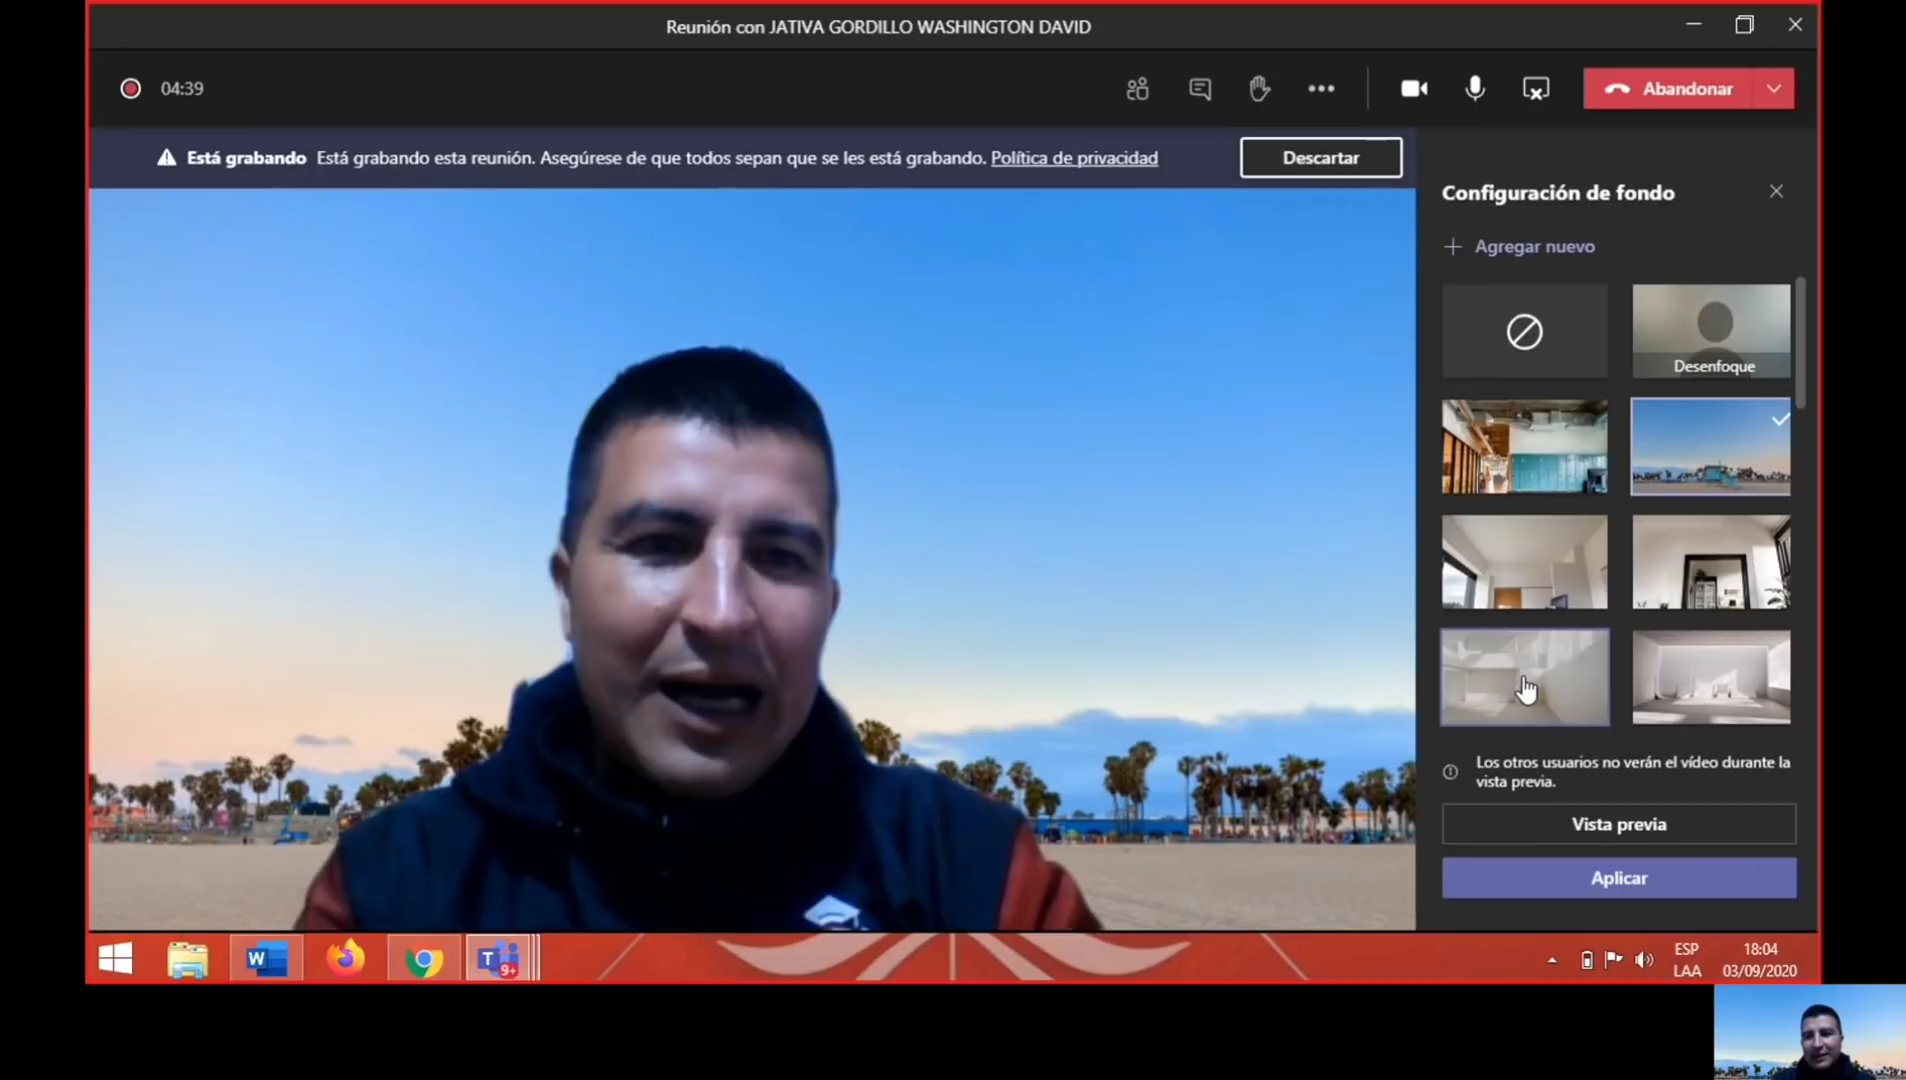 Reunión con JATIVA GORDILLO WASHINGTON DAVID
04:39
Abandonar
Está grabando Está grabando esta reunión. Asegúrese de que todos sepan que se les está grabando. Política de privacidad
Descartar
Configuración de fondo
Agregar nuevo
Desenfoque
Los otros usuarios no verán el vídeo durante la
vista previa.
Vista previa
Aplicar
W
T
9+
ESP
LAA
18:04
03/09/2020